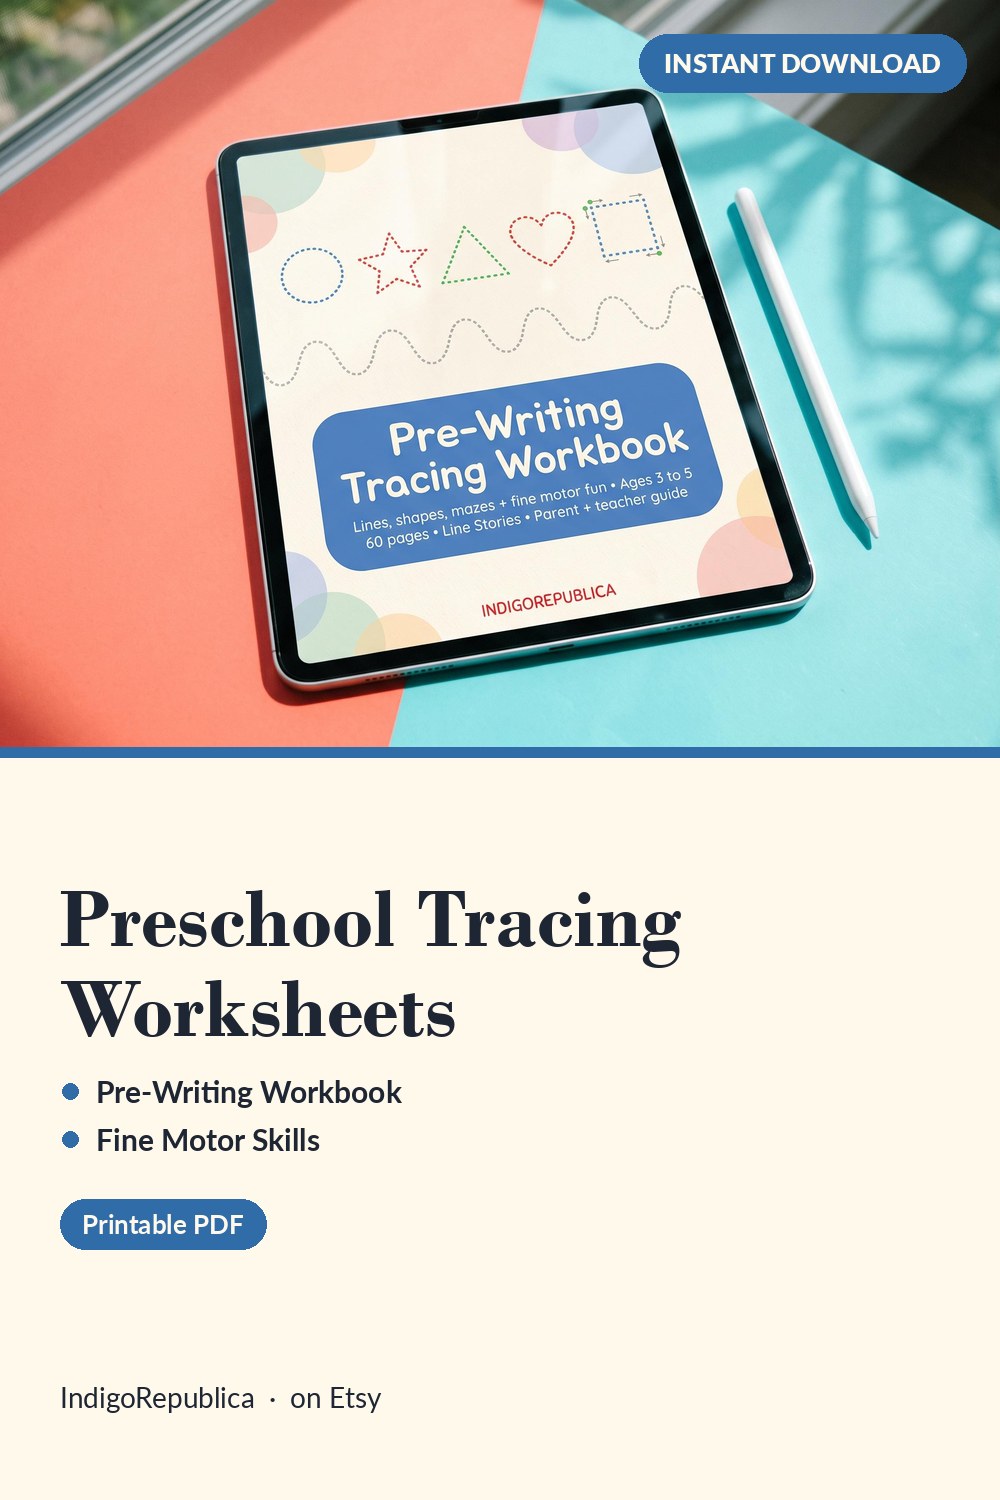 INSTANT DOWNLOAD
Pre-Writing
Tracing Workbook
Lines, shapes, mazes + fine motor fun • Ages 3 to 5
60 pages • Line Stories • Parent + teacher guide
INDIGOREPUBLICA
Preschool Tracing
Worksheets
Pre-Writing Workbook
Fine Motor Skills
Printable PDF
IndigoRepublica · on Etsy